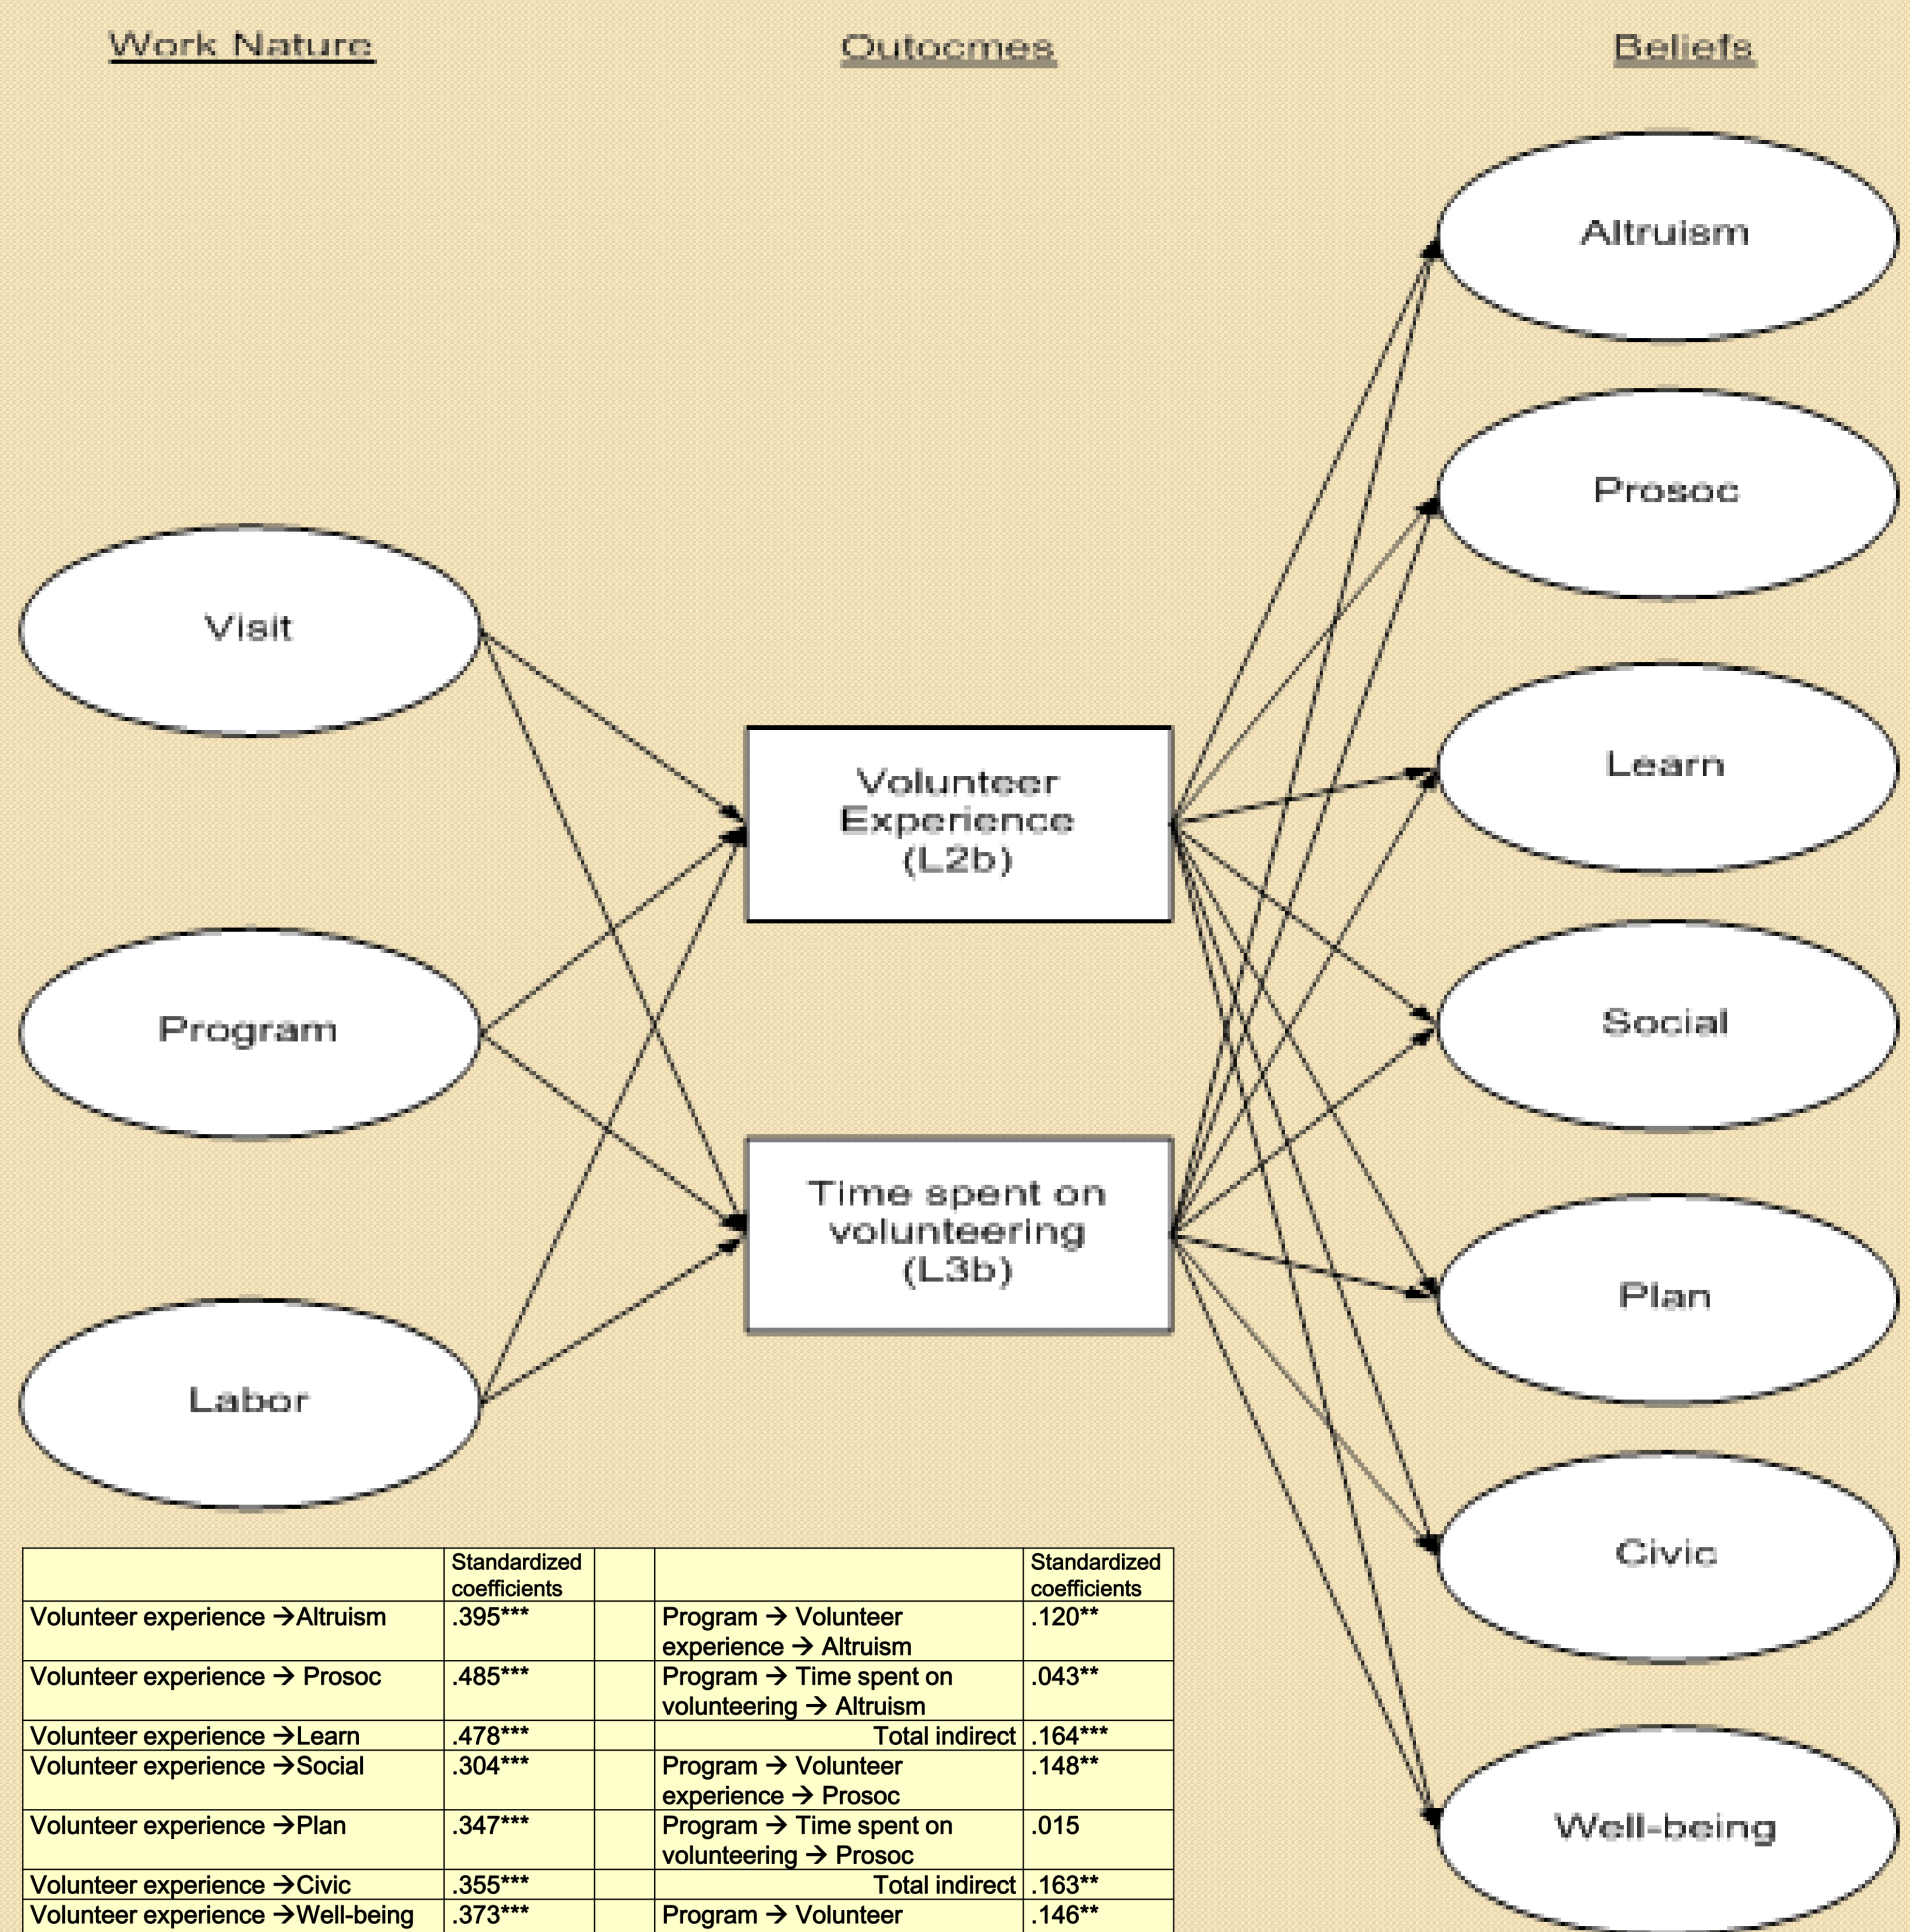 Work Nature
Outocmes
Beliefs
Altruism
Prosoc
Learn
Social
Plan
Civic
Well-being
Visit
Program
Labor
Volunteer
Experience
(L2b)
Time spent on
volunteering
(L3b)
Standardized
coefficients
Standardized
coefficients
Volunteer experience →Altruism .395***
Program → Volunteer
experience → Altruism .120**
Volunteer experience → Prosoc .485***
Program → Time spent on
volunteering → Altruism .043**
Volunteer experience →Learn .478***
Total indirect .164***
Volunteer experience →Social .304***
Program → Volunteer
experience → Prosoc .148**
Volunteer experience →Plan .347***
Program → Time spent on
volunteering → Prosoc .015
Volunteer experience →Civic .355***
Total indirect .163**
Volunteer experience →Well-being .373***
Program → Volunteer .146**